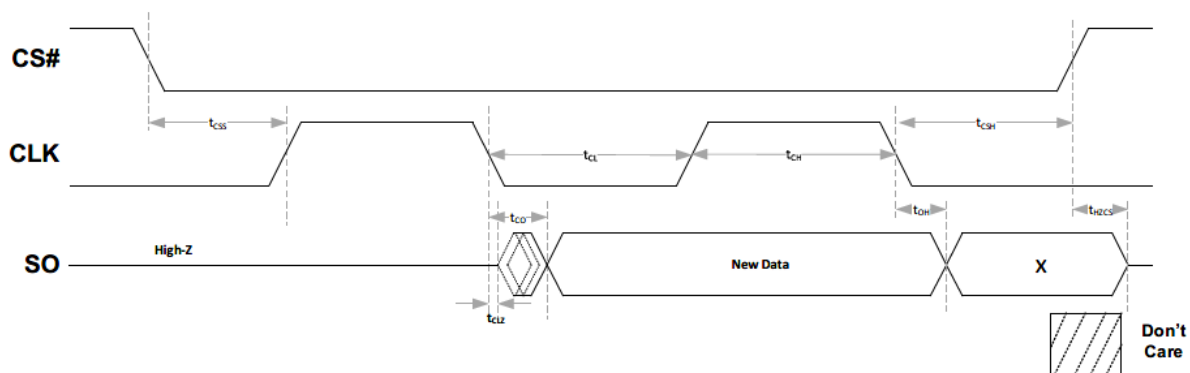 CS#
tCSS
tCSH
CLK
tCL
tCH
tCO
tOH
tHZCS
High-Z
SO
New Data
X
tCLZ
Don't
Care